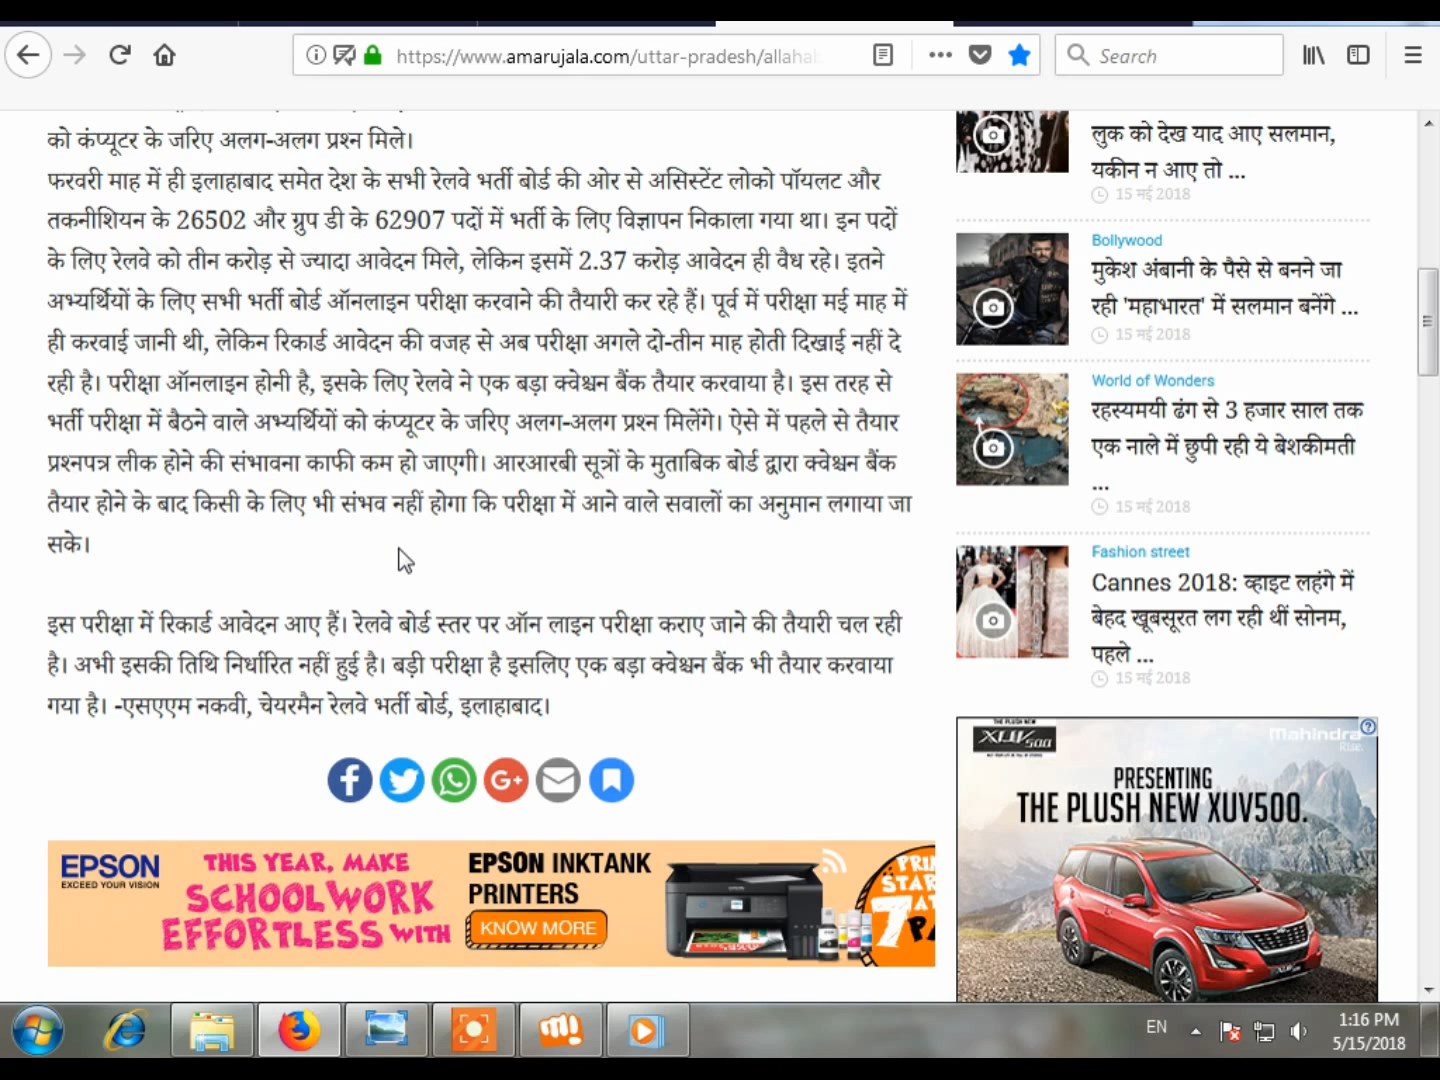 https://www.amarujala.com/uttar-pradesh/allahab
Search
को कंप्यूटर के जरिए अलग-अलग प्रश्न मिले।
फरवरी माह में ही इलाहाबाद समेत देश के सभी रेलवे भर्ती बोर्ड की ओर से असिस्टेंट लोको पॉयलट और
तकनीशियन के 26502 और ग्रुप डी के 62907 पदों में भर्ती के लिए विज्ञापन निकाला गया था। इन पदों
के लिए रेलवे को तीन करोड़ से ज्यादा आवेदन मिले, लेकिन इसमें 2.37 करोड़ आवेदन ही वैध रहे। इतने
अभ्यर्थियों के लिए सभी भर्ती बोर्ड ऑनलाइन परीक्षा करवाने की तैयारी कर रहे हैं। पूर्व में परीक्षा मई माह में
ही करवाई जानी थी, लेकिन रिकार्ड आवेदन की वजह से अब परीक्षा अगले दो-तीन माह होती दिखाई नहीं दे
रही है। परीक्षा ऑनलाइन होनी है, इसके लिए रेलवे ने एक बड़ा क्वेश्चन बैंक तैयार करवाया है। इस तरह से
भर्ती परीक्षा में बैठने वाले अभ्यर्थियों को कंप्यूटर के जरिए अलग-अलग प्रश्न मिलेंगे। ऐसे में पहले से तैयार
प्रश्नपत्र लीक होने की संभावना काफी कम हो जाएगी। आरआरबी सूत्रों के मुताबिक बोर्ड द्वारा क्वेश्चन बैंक
तैयार होने के बाद किसी के लिए भी संभव नहीं होगा कि परीक्षा में आने वाले सवालों का अनुमान लगाया जा
सके।
इस परीक्षा में रिकार्ड आवेदन आए हैं। रेलवे बोर्ड स्तर पर ऑन लाइन परीक्षा कराए जाने की तैयारी चल रही
है। अभी इसकी तिथि निर्धारित नहीं हुई है। बड़ी परीक्षा है इसलिए एक बड़ा क्वेश्चन बैंक भी तैयार करवाया
गया है। -एसएएम नकवी, चेयरमैन रेलवे भर्ती बोर्ड, इलाहाबाद।
लुक को देख याद आए सलमान,
यकीन न आए तो ...
15 मई 2018
Bollywood
मुकेश अंबानी के पैसे से बनने जा
रही 'महाभारत' में सलमान बनेंगे ...
15 मई 2018
World of Wonders
रहस्यमयी ढंग से 3 हजार साल तक
एक नाले में छुपी रही ये बेशकीमती
...
15 मई 2018
Fashion street
Cannes 2018: व्हाइट लहंगे में
बेहद खूबसूरत लग रही थीं सोनम,
पहले ...
15 मई 2018
THE PLUSH NEW
XUV500
Mahindra
Rise.
PRESENTING
THE PLUSH NEW XUV500.
EPSON
EXCEED YOUR VISION
THIS YEAR, MAKE
SCHOOLWORK
EFFORTLESS WITH
EPSON INKTANK
PRINTERS
KNOW MORE
EN
1:16 PM
5/15/2018